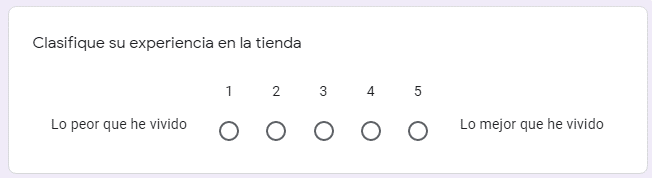 Clasifique su experiencia en la tienda
1 2 3 4 5
Lo peor que he vivido Lo mejor que he vivido